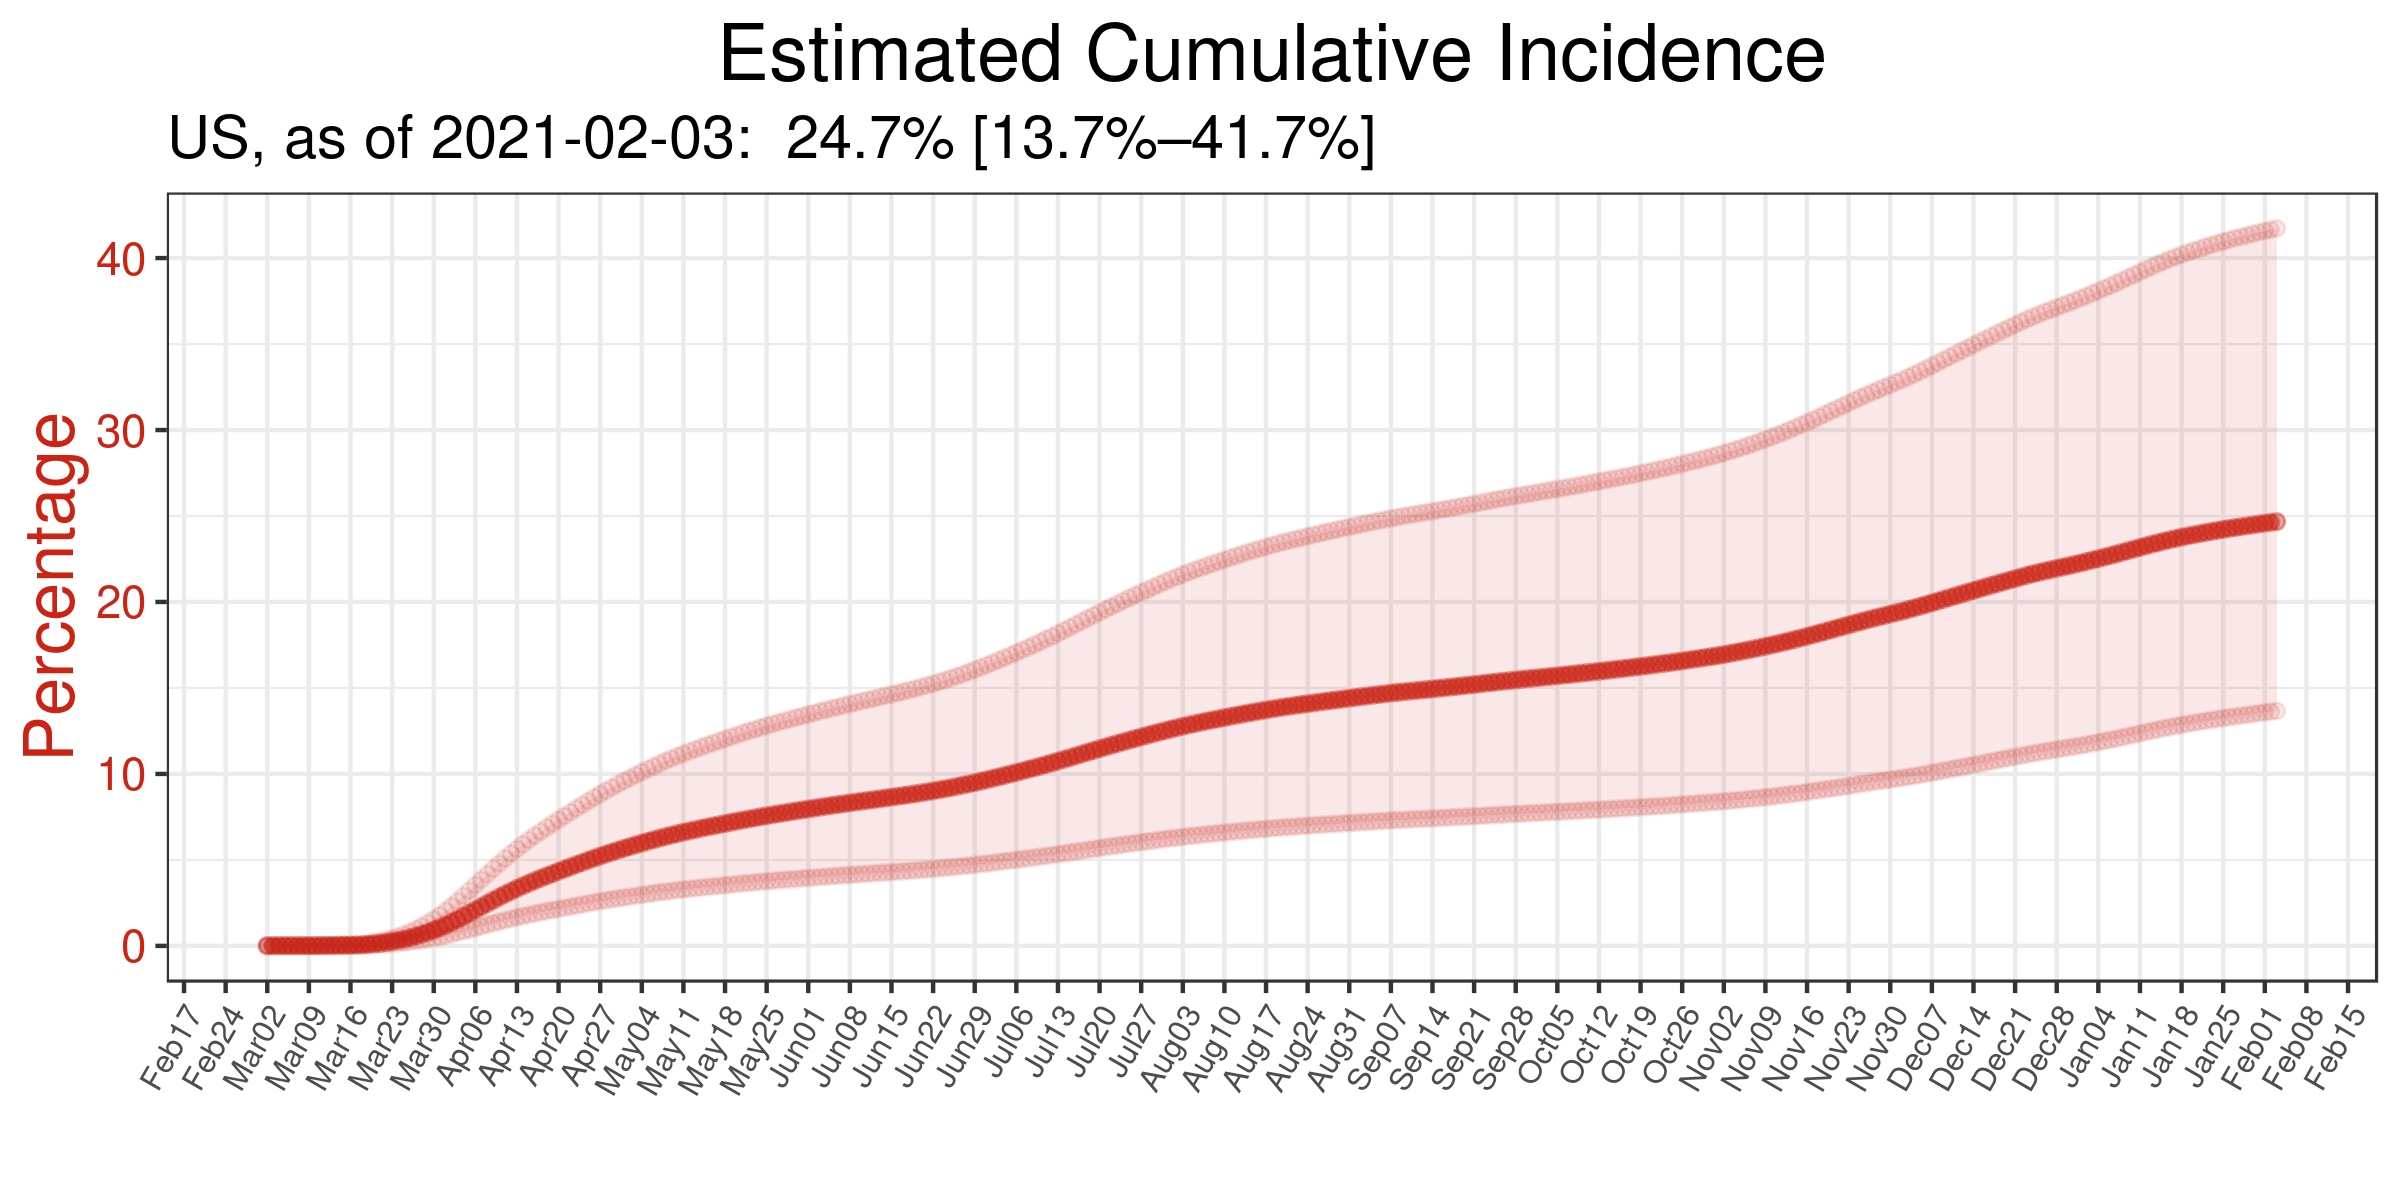 Estimated Cumulative Incidence
US, as of 2021-02-03:  24.7% [13.7%–41.7%]
Percentage
40
30
20
10
0
Feb17
Feb24
Mar02
Mar09
Mar16
Mar23
Mar30
Apr06
Apr13
Apr20
Apr27
May04
May11
May18
May25
Jun01
Jun08
Jun15
Jun22
Jun29
Jul06
Jul13
Jul20
Jul27
Aug03
Aug10
Aug17
Aug24
Aug31
Sep07
Sep14
Sep21
Sep28
Oct05
Oct12
Oct19
Oct26
Nov02
Nov09
Nov16
Nov23
Nov30
Dec07
Dec14
Dec21
Dec28
Jan04
Jan11
Jan18
Jan25
Feb01
Feb08
Feb15